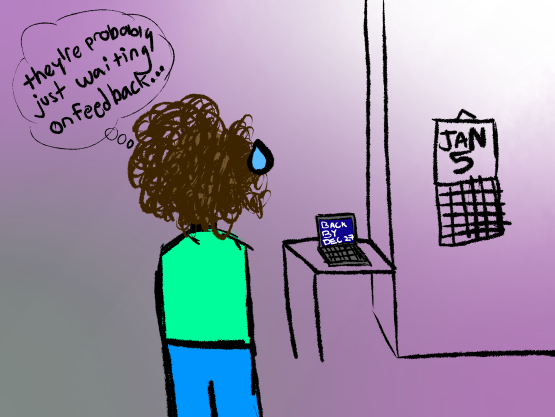 they're probably
just waiting
on feedback...
BACK
BY
DEC 27
JAN
5